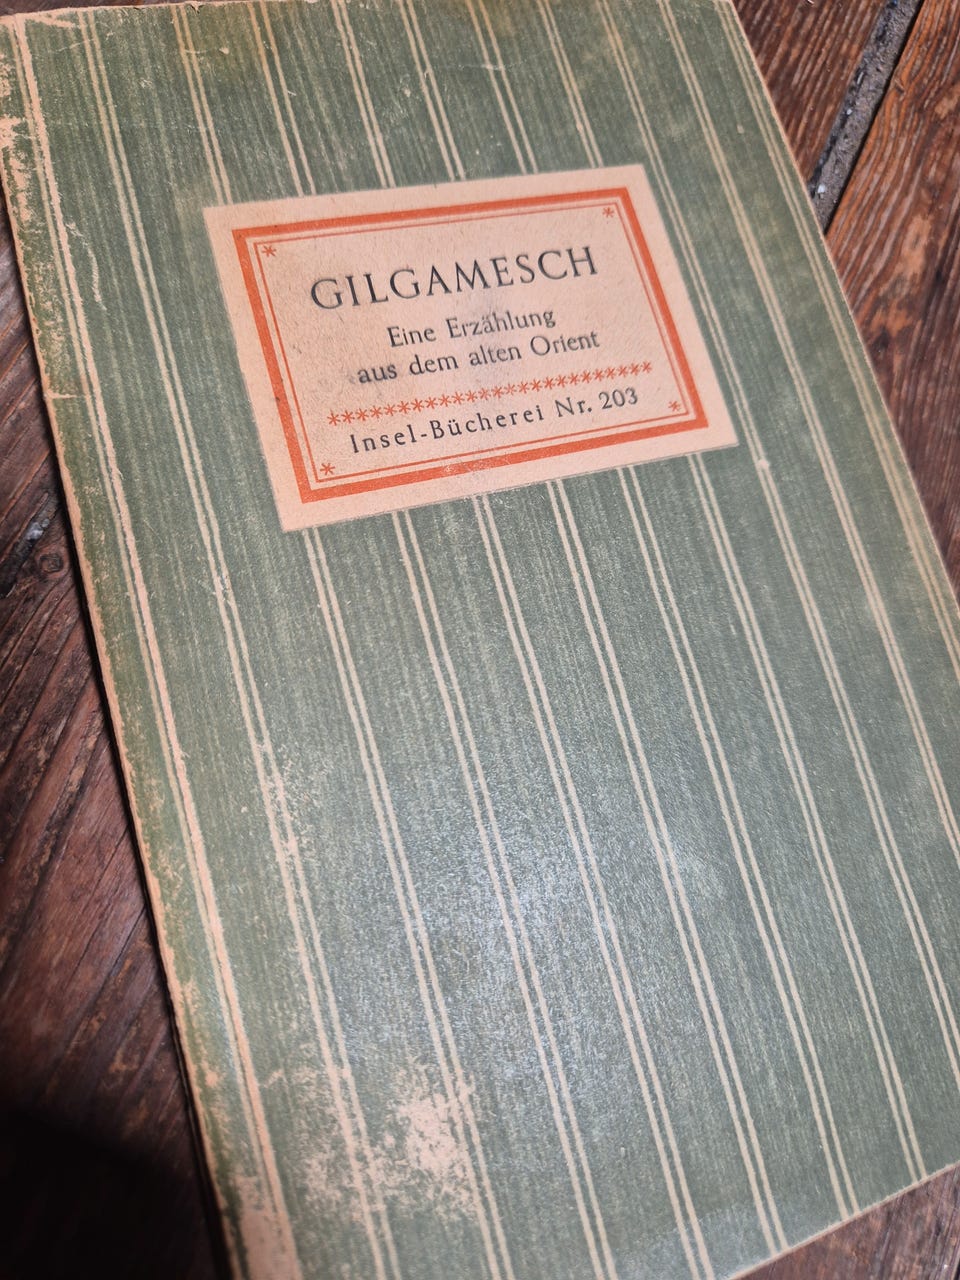 GILGAMESCH
Eine Erzählung
aus dem alten Orient
***********************
Insel-Bücherei Nr. 203